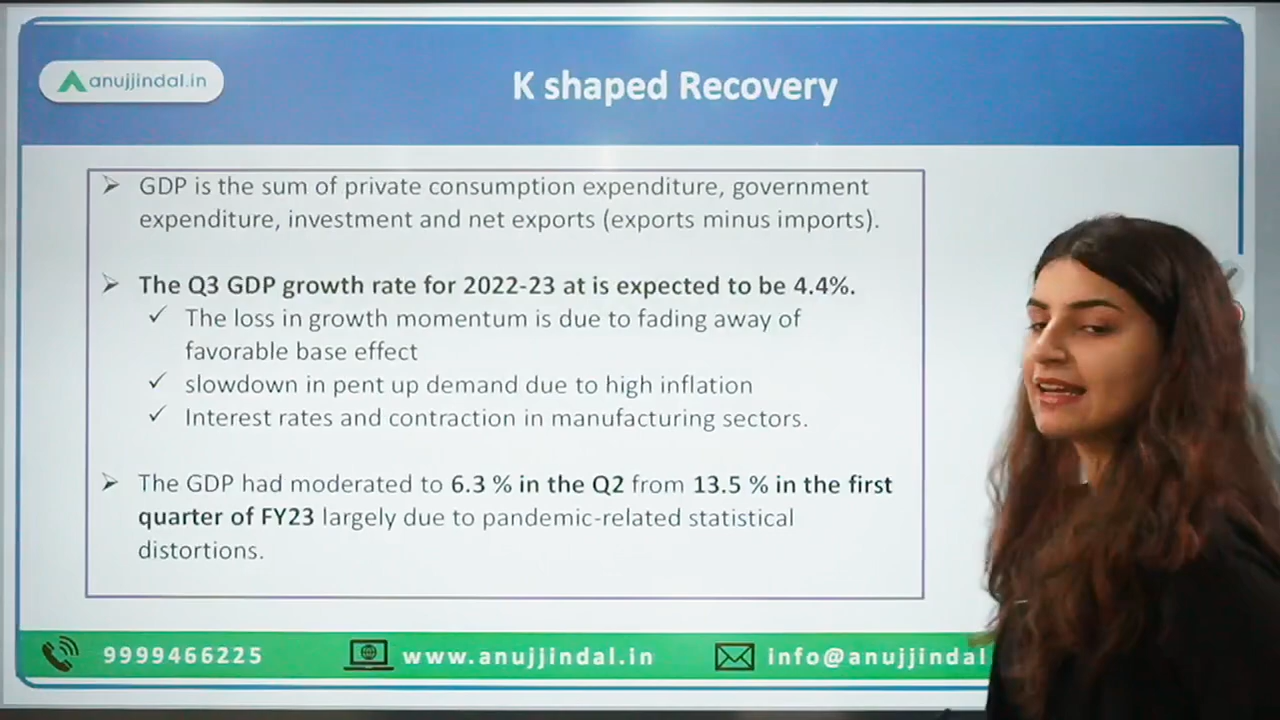 anujjindal.in
K shaped Recovery
➢ GDP is the sum of private consumption expenditure, government
expenditure, investment and net exports (exports minus imports).
➢ The Q3 GDP growth rate for 2022-23 at is expected to be 4.4%.
✓ The loss in growth momentum is due to fading away of
favorable base effect
✓ slowdown in pent up demand due to high inflation
✓ Interest rates and contraction in manufacturing sectors.
➢ The GDP had moderated to 6.3 % in the Q2 from 13.5 % in the first
quarter of FY23 largely due to pandemic-related statistical
distortions.
9999466225 www.anujjindal.in info@anujjindal